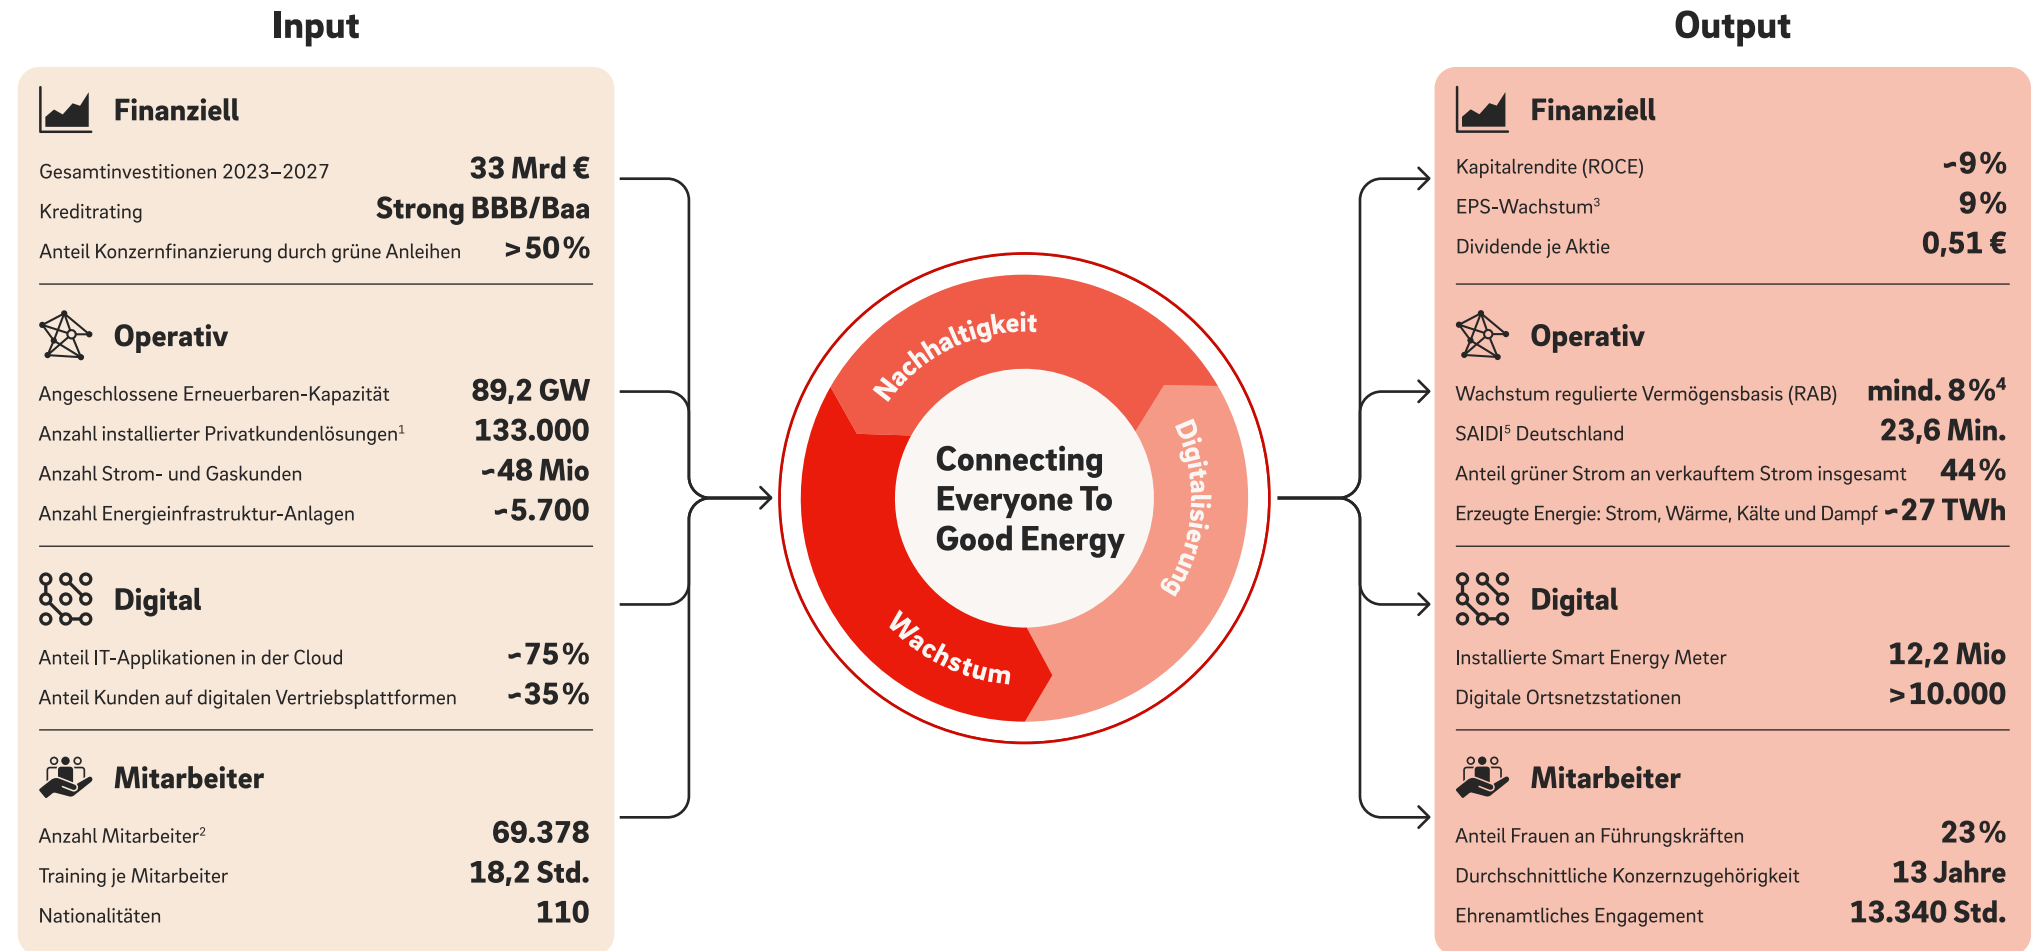 Input
Finanziell
Gesamtinvestitionen 2023–2027 33 Mrd €
Kreditrating Strong BBB/Baa
Anteil Konzernfinanzierung durch grüne Anleihen >50%
Operativ
Angeschlossene Erneuerbaren-Kapazität 89,2 GW
Anzahl installierter Privatkundenlösungen¹ 133.000
Anzahl Strom- und Gaskunden ~48 Mio
Anzahl Energieinfrastruktur-Anlagen ~5.700
Digital
Anteil IT-Applikationen in der Cloud ~75%
Anteil Kunden auf digitalen Vertriebsplattformen ~35%
Mitarbeiter
Anzahl Mitarbeiter² 69.378
Training je Mitarbeiter 18,2 Std.
Nationalitäten 110
Nachhaltigkeit
Digitalisierung
Wachstum
Connecting
Everyone To
Good Energy
Output
Finanziell
Kapitalrendite (ROCE) ~9%
EPS-Wachstum³ 9%
Dividende je Aktie 0,51 €
Operativ
Wachstum regulierte Vermögensbasis (RAB) mind. 8%⁴
SAIDI⁵ Deutschland 23,6 Min.
Anteil grüner Strom an verkauftem Strom insgesamt 44%
Erzeugte Energie: Strom, Wärme, Kälte und Dampf ~27 TWh
Digital
Installierte Smart Energy Meter 12,2 Mio
Digitale Ortsnetzstationen >10.000
Mitarbeiter
Anteil Frauen an Führungskräften 23%
Durchschnittliche Konzernzugehörigkeit 13 Jahre
Ehrenamtliches Engagement 13.340 Std.